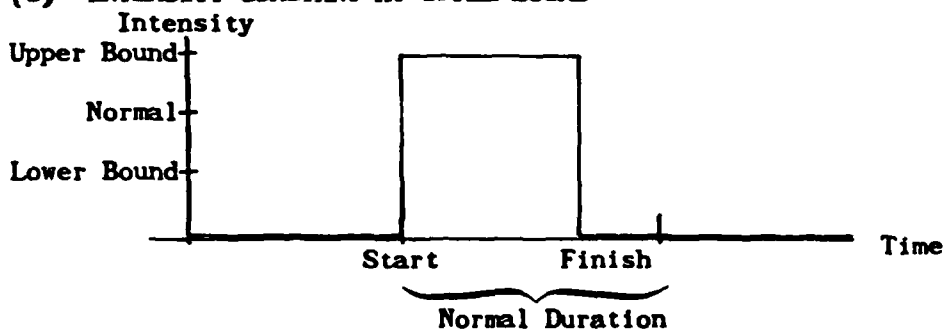 Intensity
Upper Bound
Normal
Lower Bound
Start Finish
Time
Normal Duration